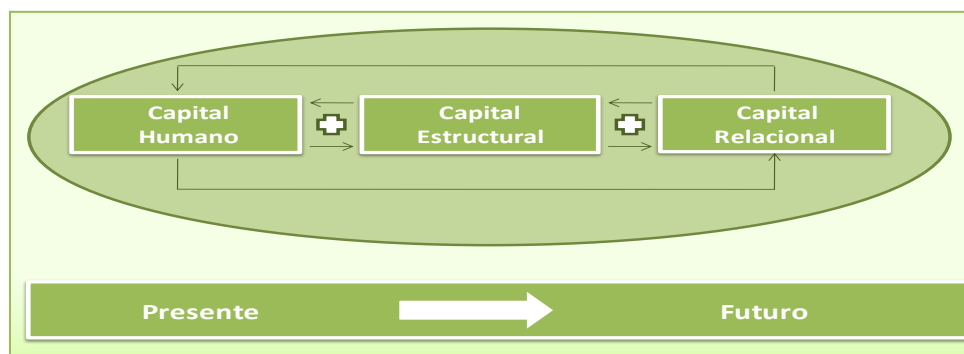 Capital
Humano
Capital
Estructural
Capital
Relacional
Presente
Futuro